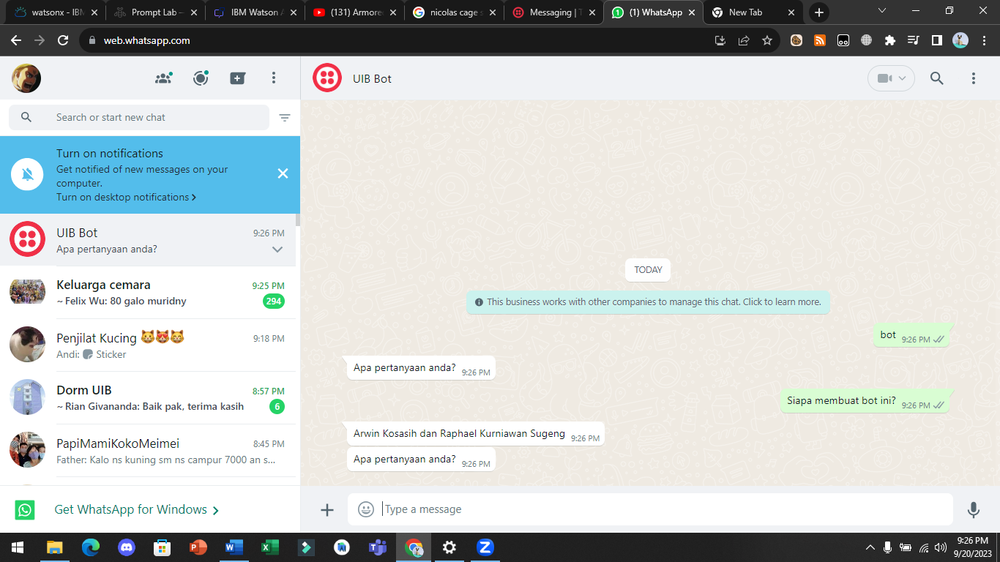 watsonx - IBM
Prompt Lab –
IBM Watson A
(131) Armored
nicolas cage s
Messaging | T
(1) WhatsApp
New Tab
web.whatsapp.com
UIB Bot
Search or start new chat
Turn on notifications
Get notified of new messages on your
computer.
Turn on desktop notifications >
UIB Bot 9:26 PM
Apa pertanyaan anda?
Keluarga cemara 9:25 PM
~ Felix Wu: 80 galo muridny 294
Penjilat Kucing 😺😻😸 9:18 PM
Andi: Sticker
Dorm UIB 8:57 PM
~ Rian Givananda: Baik pak, terima kasih 6
PapiMamiKokoMeimei 8:45 PM
Father: Kalo ns kuning sm ns campur 7000 an s...
Get WhatsApp for Windows >
TODAY
This business works with other companies to manage this chat. Click to learn more.
bot 9:26 PM
Apa pertanyaan anda? 9:26 PM
Siapa membuat bot ini? 9:26 PM
Arwin Kosasih dan Raphael Kurniawan Sugeng 9:26 PM
Apa pertanyaan anda? 9:26 PM
Type a message
9:26 PM
9/20/2023